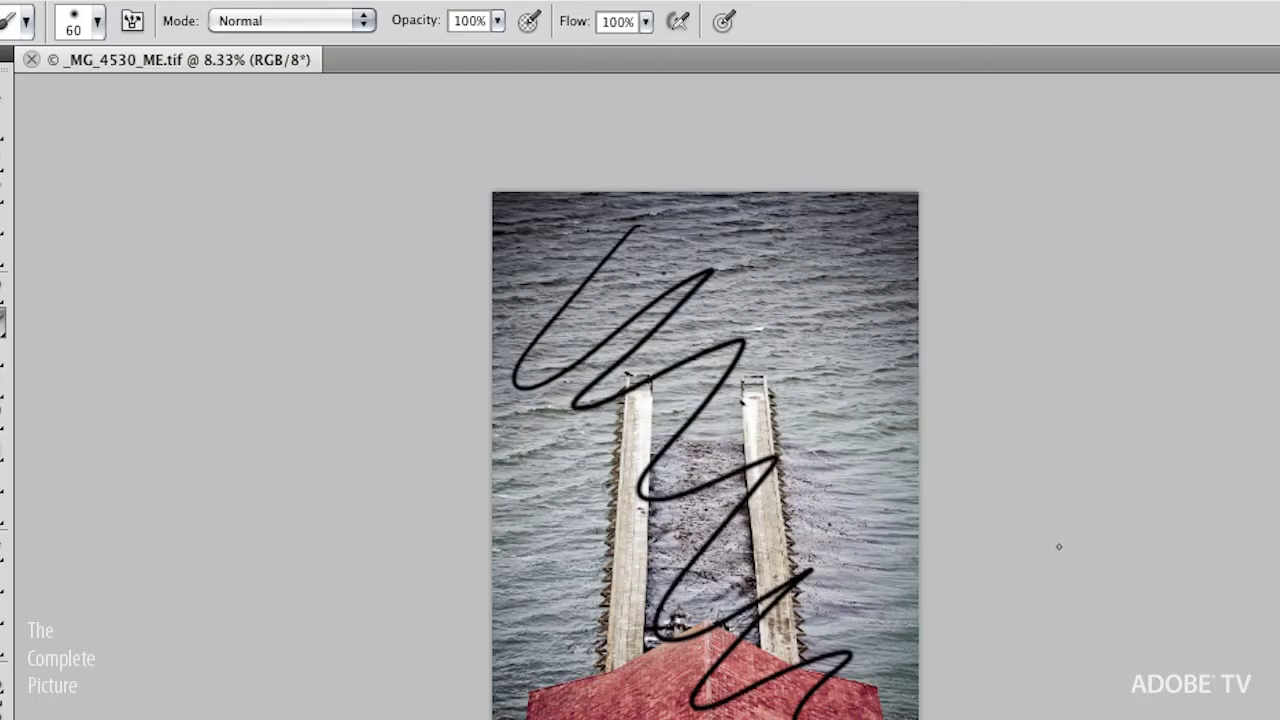 60
Mode: Normal
Opacity: 100%
Flow: 100%
© _MG_4530_ME.tif @ 8.33% (RGB/8*)
The
Complete
Picture
ADOBE® TV